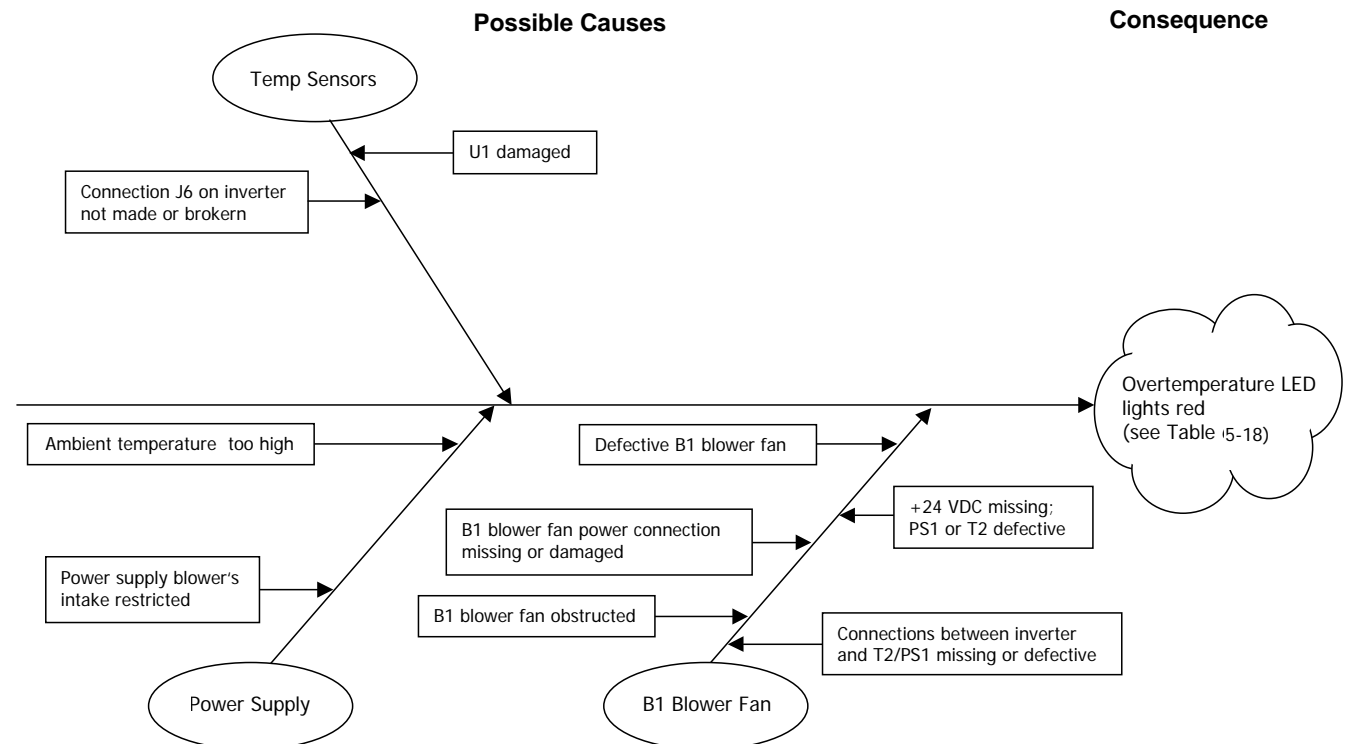 Possible Causes
Consequence
Temp Sensors
U1 damaged
Connection J6 on inverter
not made or brokern
Overtemperature LED
lights red
(see Table 5-18)
Ambient temperature too high
Defective B1 blower fan
+24 VDC missing;
PS1 or T2 defective
B1 blower fan power connection
missing or damaged
Power supply blower's
intake restricted
B1 blower fan obstructed
Connections between inverter
and T2/PS1 missing or defective
Power Supply
B1 Blower Fan